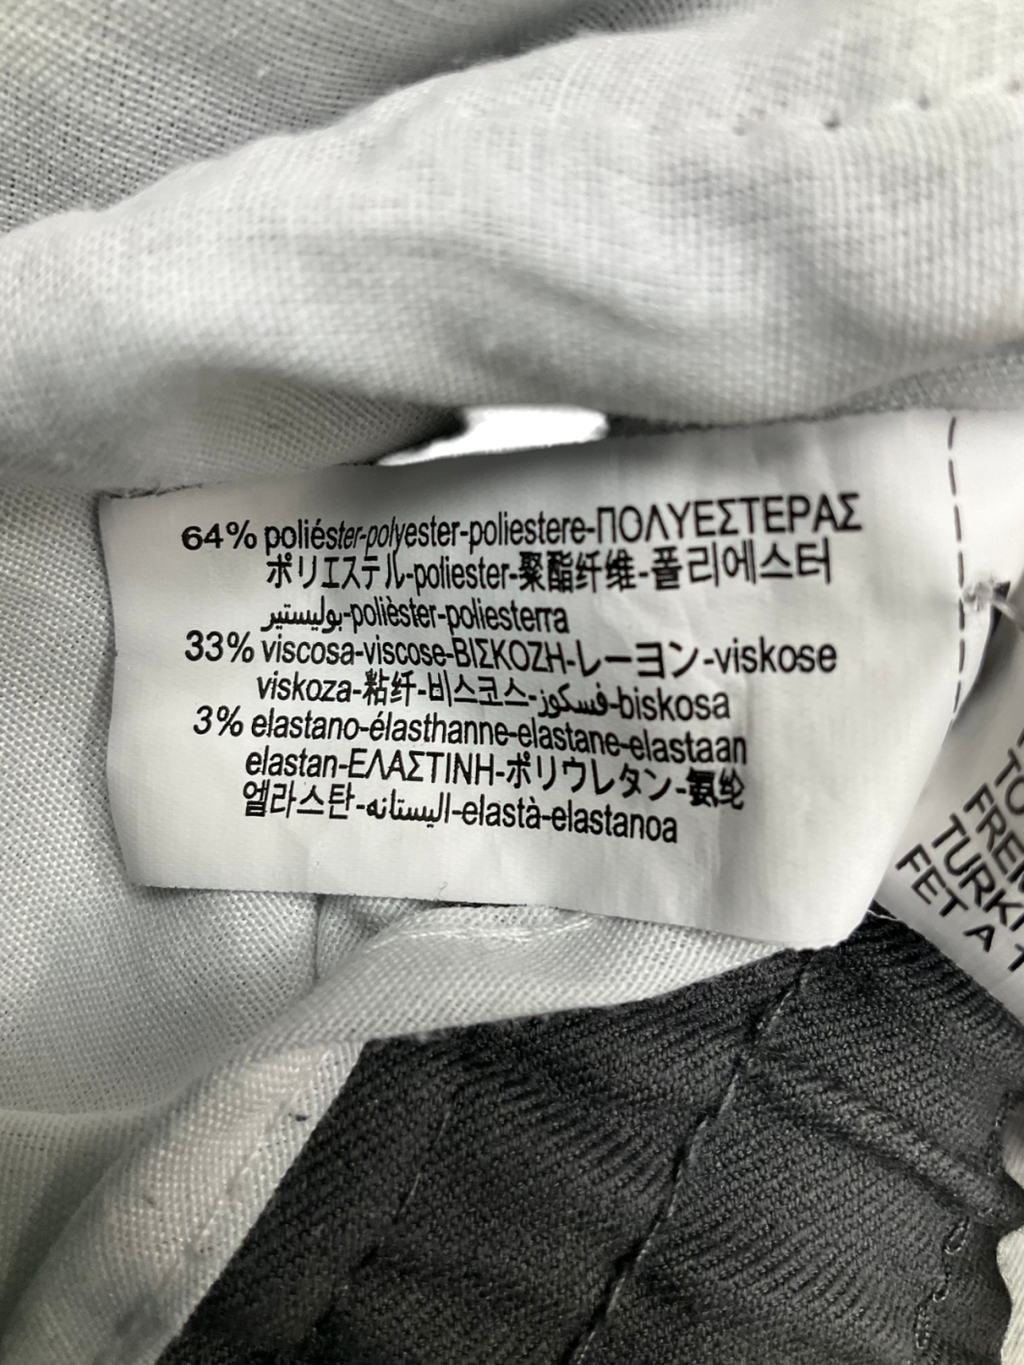 64% poliéster-polyester-poliestere-ΠΟΛΥΕΣΤΕΡΑΣ
ポリエステル-poliester-聚酯纤维-폴리에스터
بوليستير-polièster-poliesterra
33% viscosa-viscose-ΒΙΣΚΟΖΗ-レーヨン-viskose
viskoza-粘纤-비스코스-فسكوز-biskosa
3% elastano-élasthanne-elastane-elastaan
elastan-ΕΛΑΣΤΙΝΗ-ポリウレタン-氨纶
엘라스탄-اليستانه-elastà-elastanoa
TO
FET A